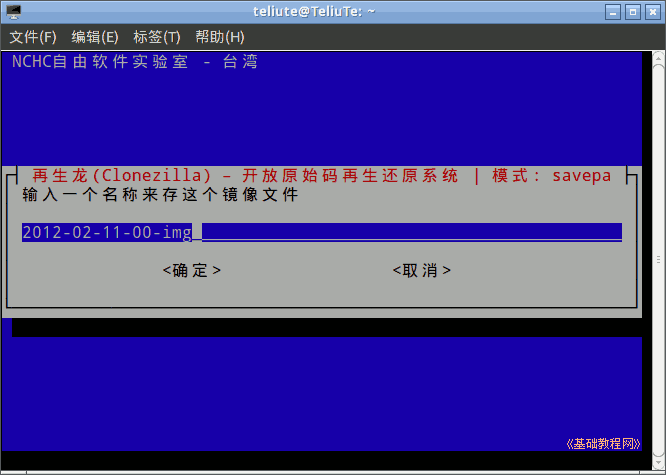 teliute@TeliuTe: ~
文件(F) 编辑(E) 标签(T) 帮助(H)
NCHC自由软件实验室 - 台湾
再生龙(Clonezilla) - 开放原始码再生还原系统 | 模式: savepa
输入一个名称来存这个镜像文件
2012-02-11-00-img
<确定> <取消>
《基础教程网》